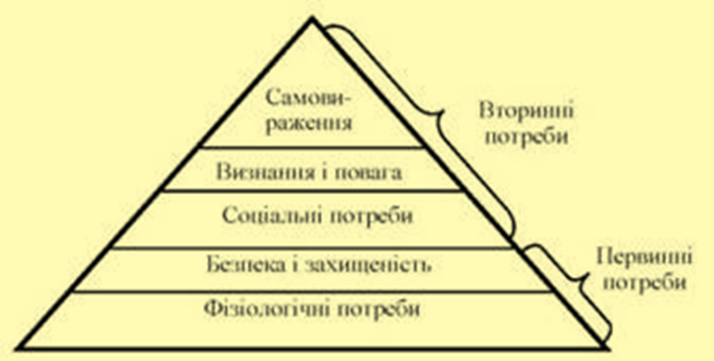 Самови-
раження
Визнання і повага
Соціальні потреби
Безпека і захищеність
Фізіологічні потреби
Вторинні
потреби
Первинні
потреби